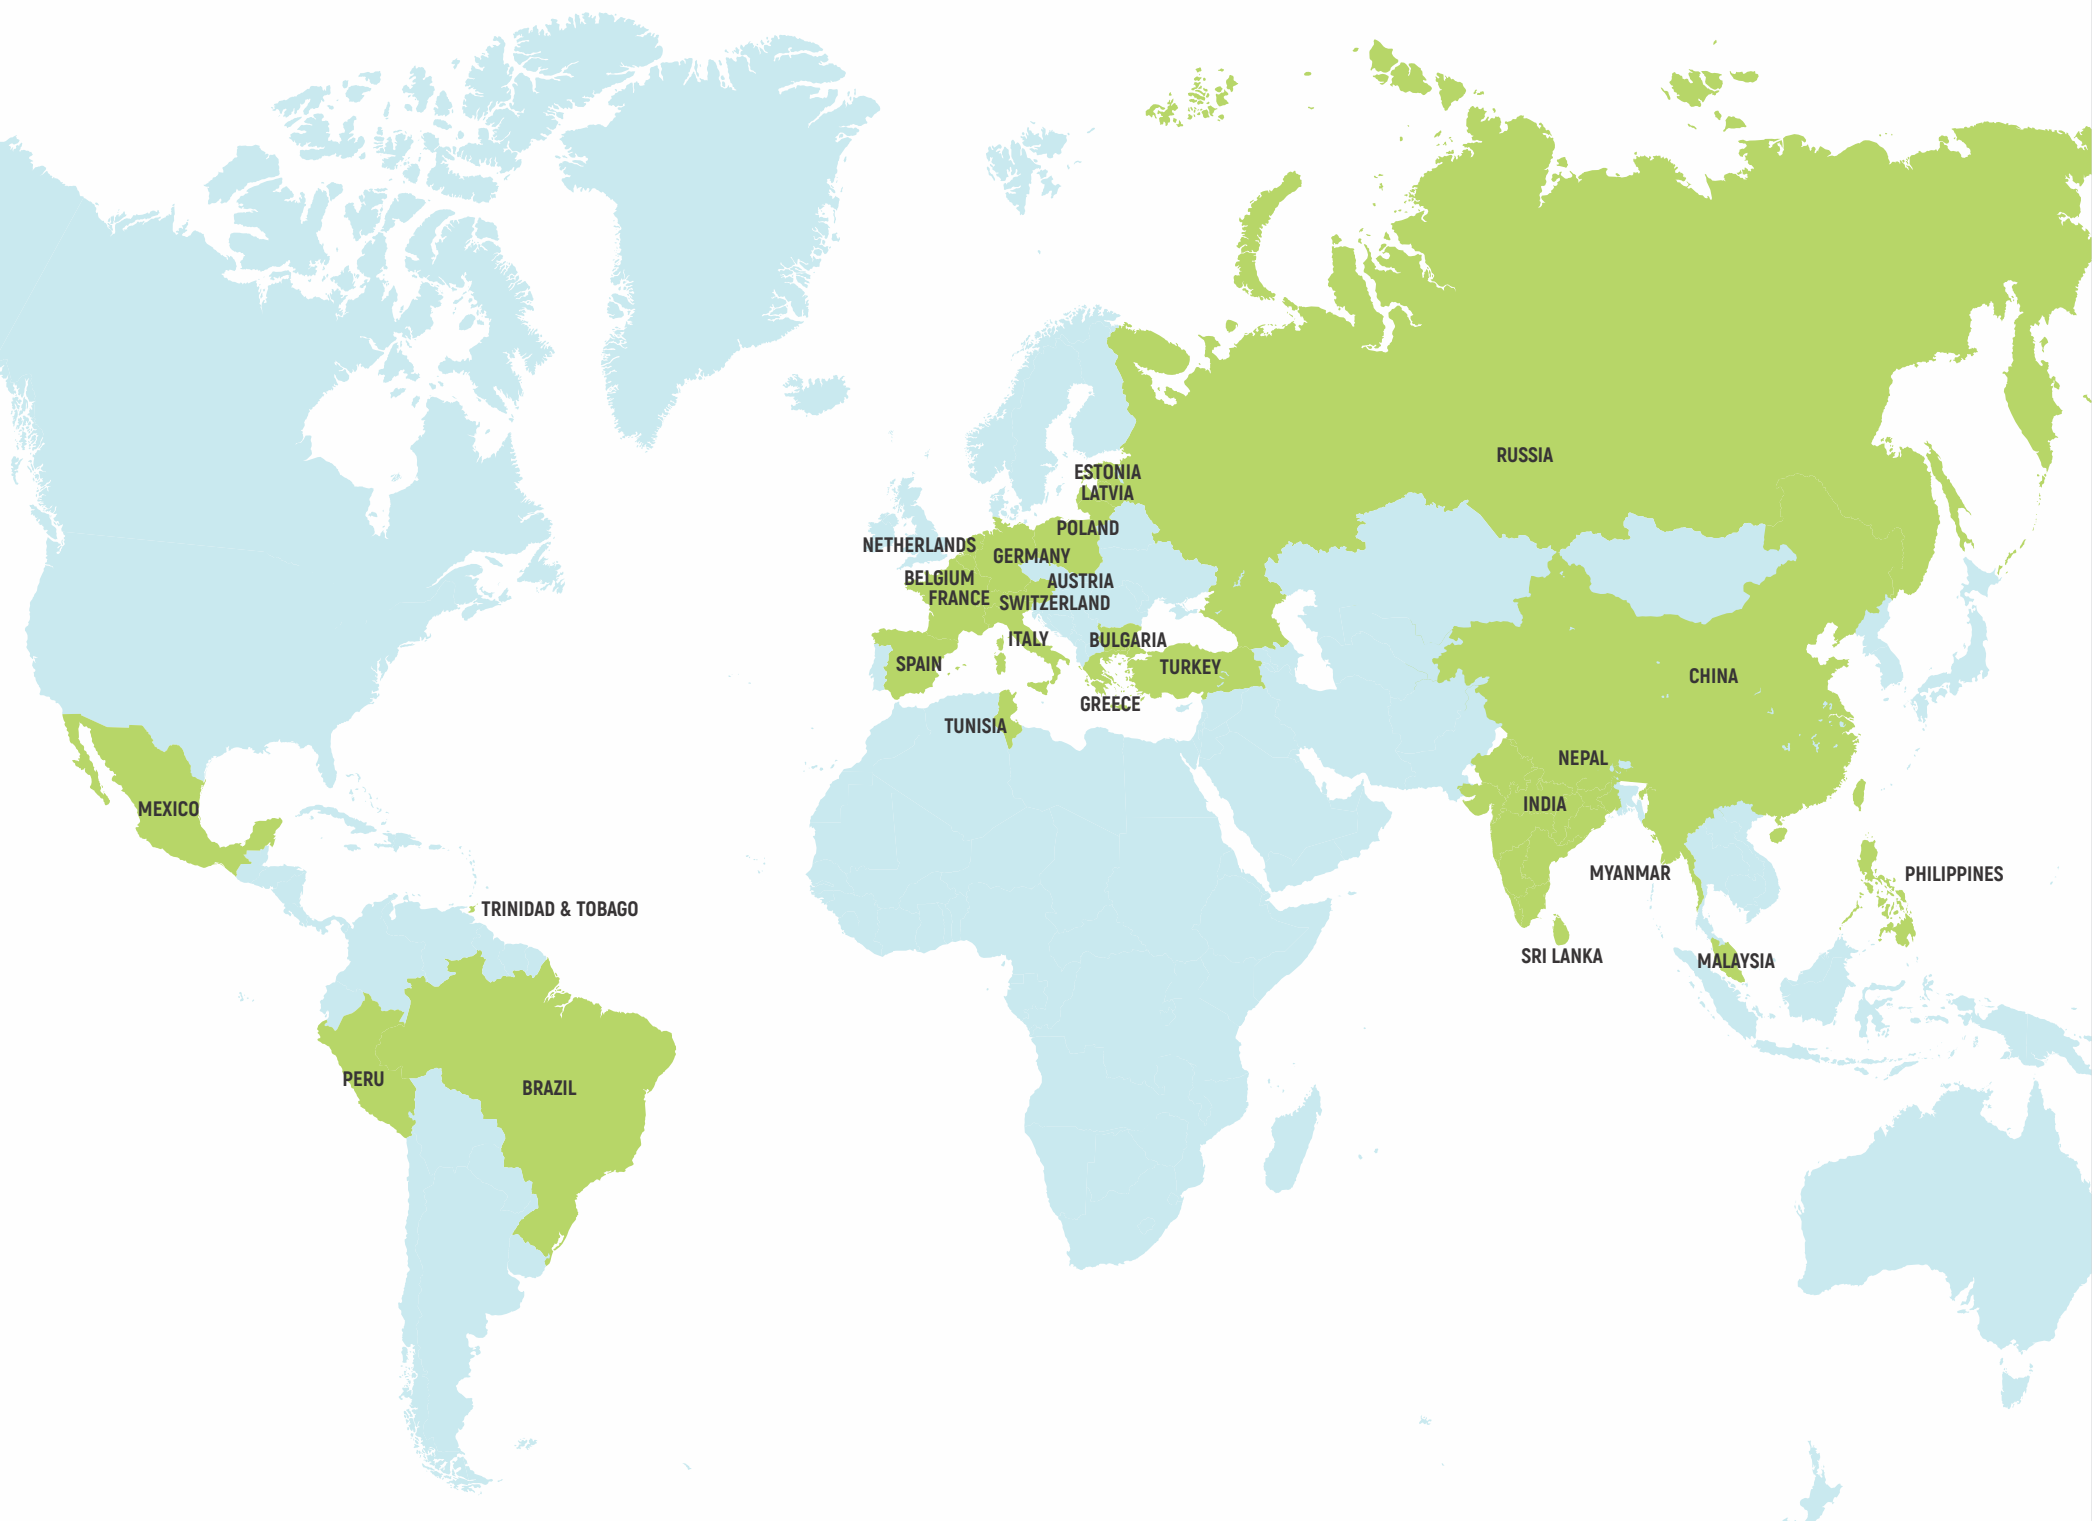 RUSSIA
ESTONIA
LATVIA
POLAND
NETHERLANDS
GERMANY
BELGIUM
AUSTRIA
FRANCE
SWITZERLAND
ITALY
BULGARIA
SPAIN
TURKEY
CHINA
GREECE
TUNISIA
NEPAL
MEXICO
INDIA
MYANMAR
PHILIPPINES
TRINIDAD & TOBAGO
SRI LANKA
MALAYSIA
PERU
BRAZIL